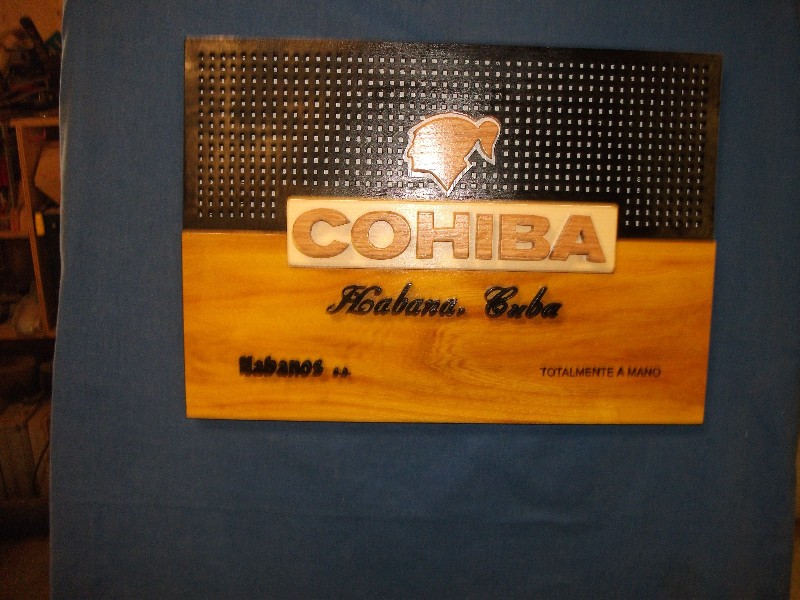 COHIBA
Habana, Cuba
Habanos s.a.
TOTALMENTE A MANO